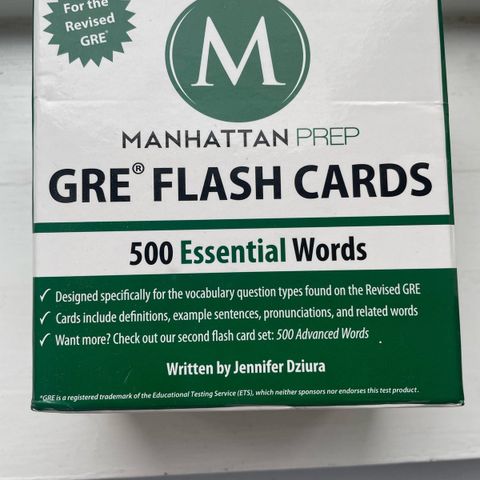 For the
Revised
GRE®
M
MANHATTAN PREP
GRE® FLASH CARDS
500 Essential Words
✓ Designed specifically for the vocabulary question types found on the Revised GRE
✓ Cards include definitions, example sentences, pronunciations, and related words
✓ Want more? Check out our second flash card set: 500 Advanced Words
Written by Jennifer Dziura
*GRE is a registered trademark of the Educational Testing Service (ETS), which neither sponsors nor endorses this test product.